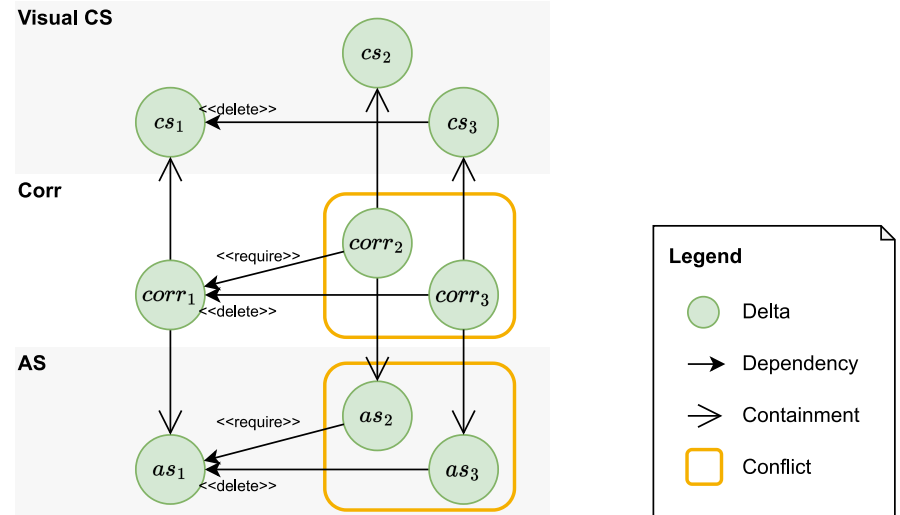 Visual CS
cs2
<<delete>>
cs1
cs3
Corr
corr2
<<require>>
corr1
corr3
<<delete>>
AS
as2
<<require>>
as1
as3
<<delete>>
Legend
Delta
Dependency
Containment
Conflict